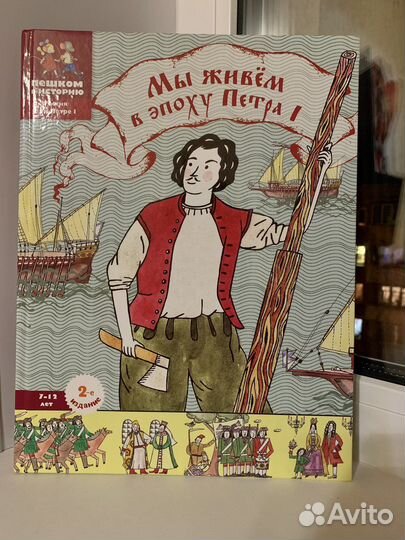 пешком
в историю
Мы живём
в эпоху Петра I
7-12
лет
2-е
издание
Avito